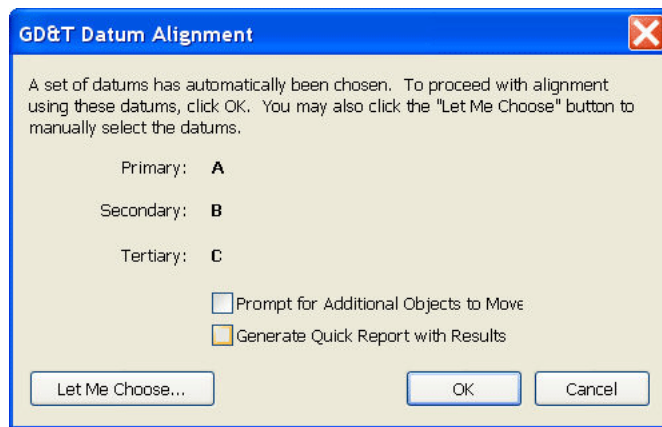 GD&T Datum Alignment
A set of datums has automatically been chosen. To proceed with alignment
using these datums, click OK. You may also click the "Let Me Choose" button to
manually select the datums.
Primary: A
Secondary: B
Tertiary: C
Prompt for Additional Objects to Move
Generate Quick Report with Results
Let Me Choose... OK Cancel